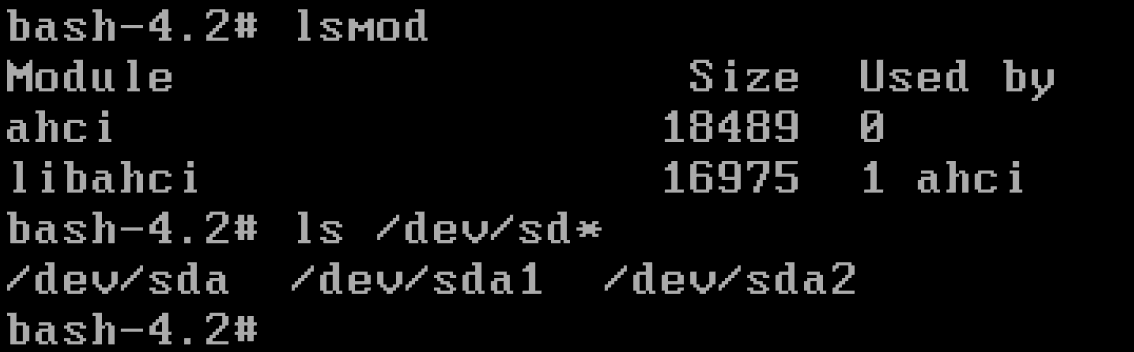 bash-4.2# lsmod
Module                  Size  Used by
ahci                   18489  0
libahci                16975  1 ahci
bash-4.2# ls /dev/sd*
/dev/sda  /dev/sda1  /dev/sda2
bash-4.2#